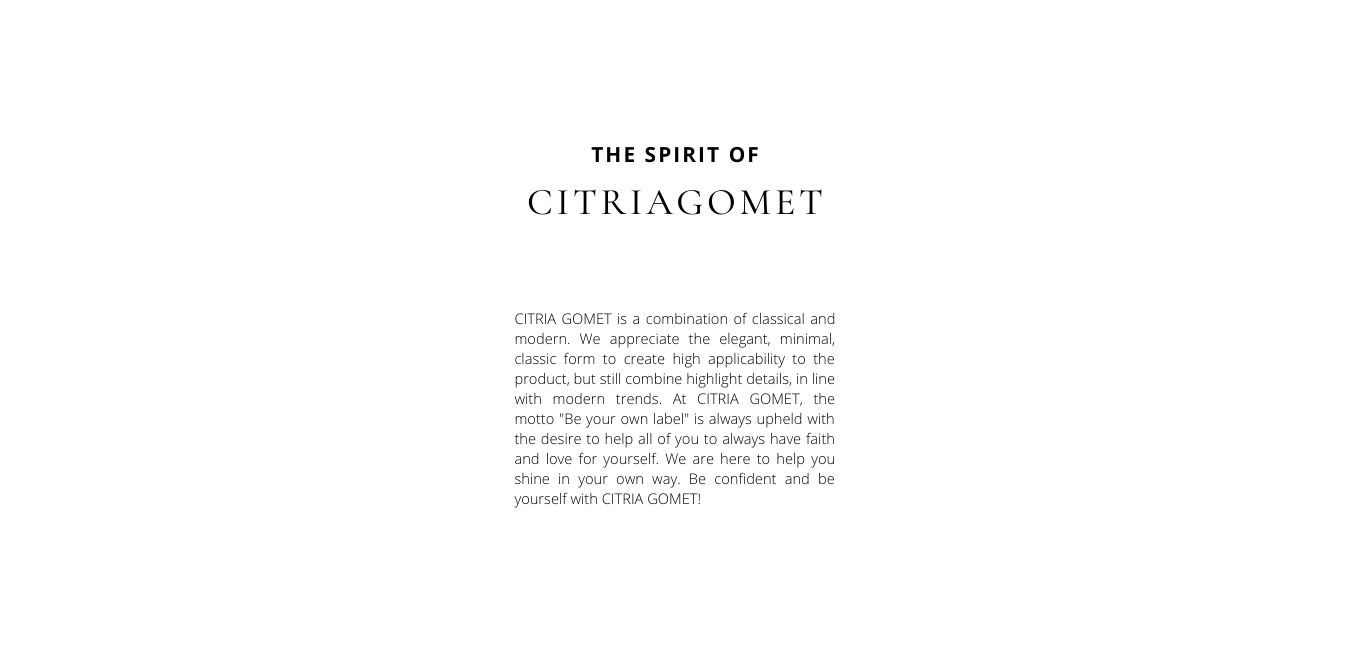 THE SPIRIT OF
CITRIAGOMET
CITRIA GOMET is a combination of classical and
modern. We appreciate the elegant, minimal,
classic form to create high applicability to the
product, but still combine highlight details, in line
with modern trends. At CITRIA GOMET, the
motto "Be your own label" is always upheld with
the desire to help all of you to always have faith
and love for yourself. We are here to help you
shine in your own way. Be confident and be
yourself with CITRIA GOMET!